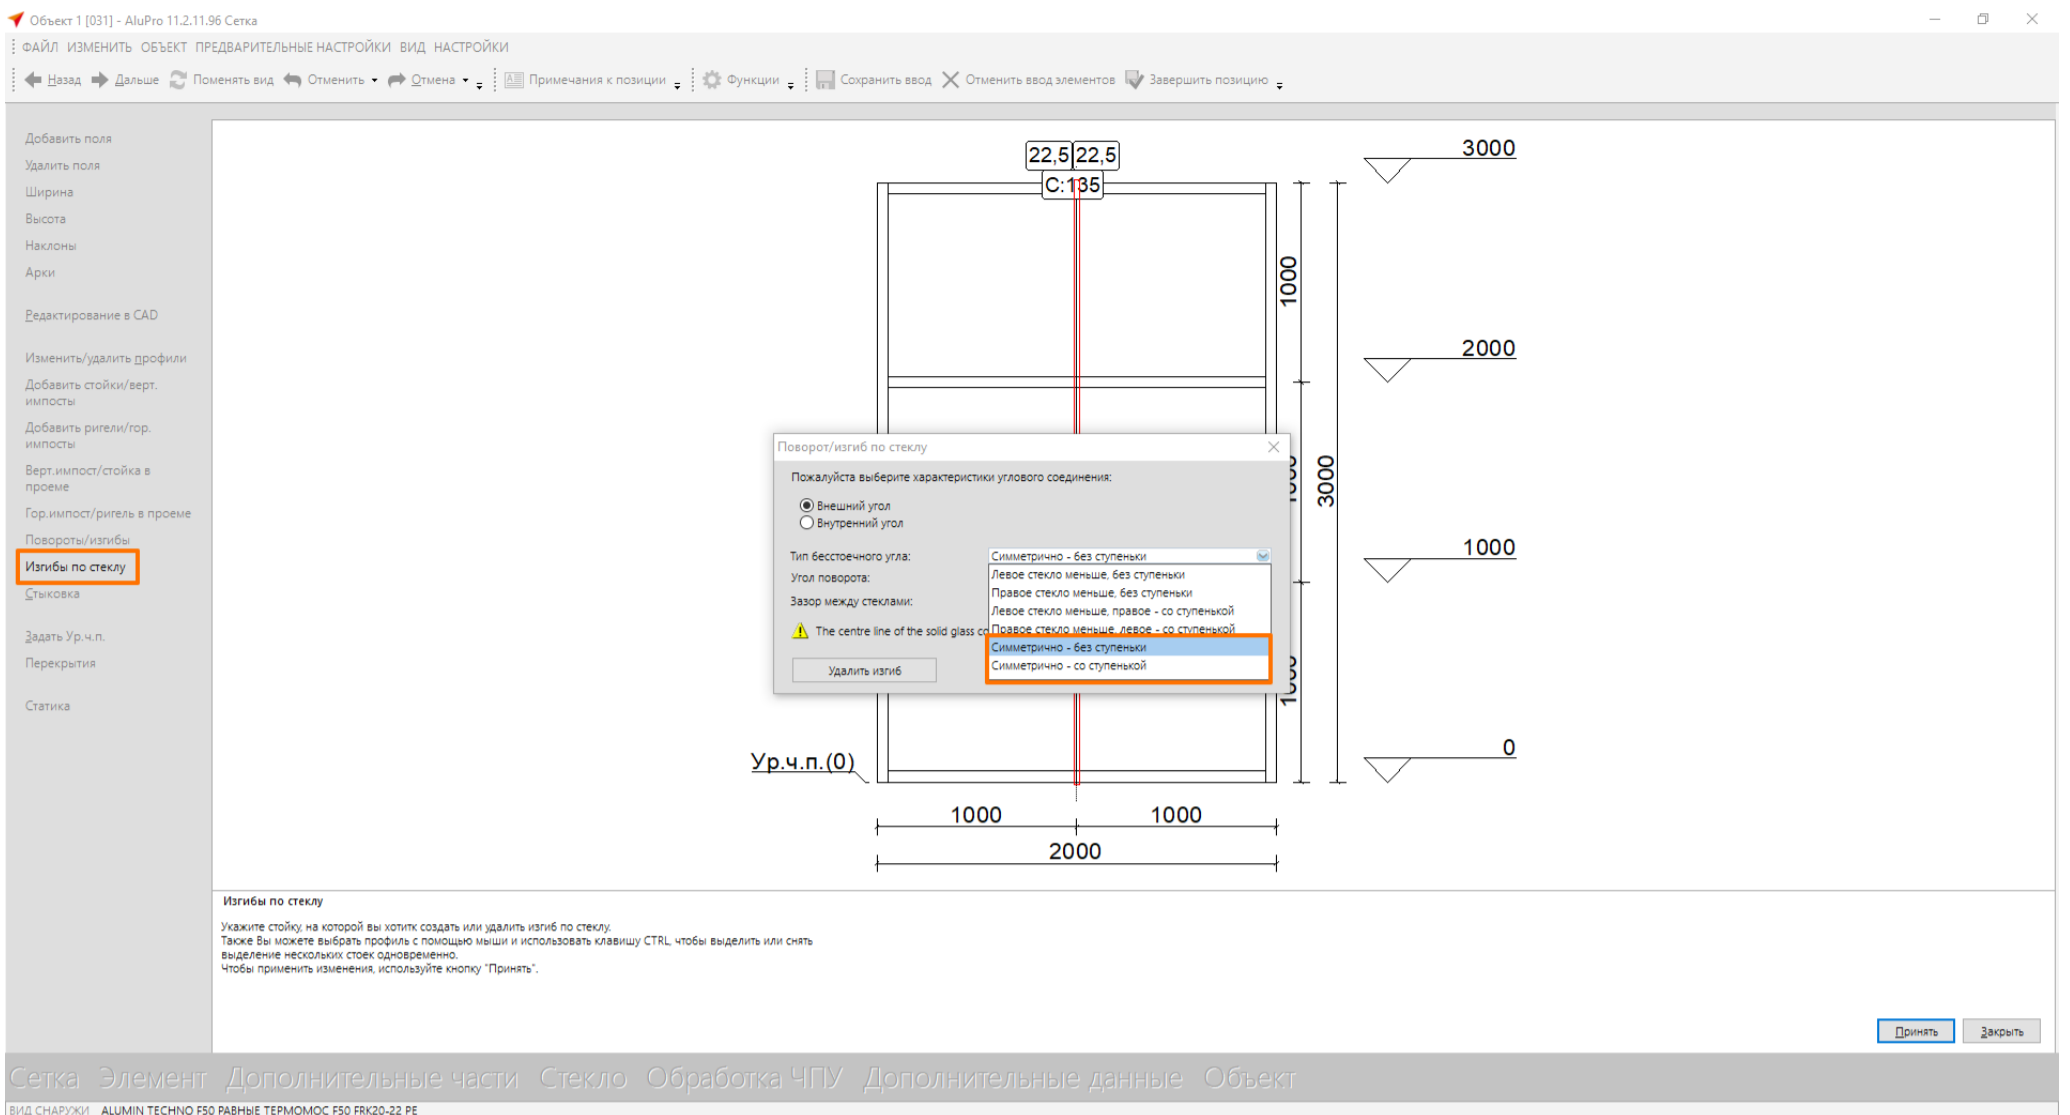 Объект 1 [031] - AluPro 11.2.11.96 Сетка
ФАЙЛ ИЗМЕНИТЬ ОБЪЕКТ ПРЕДВАРИТЕЛЬНЫЕ НАСТРОЙКИ ВИД НАСТРОЙКИ
Назад Дальше Поменять вид Отменить Отмена Примечания к позиции Функции Сохранить ввод Отменить ввод элементов Завершить позицию
Добавить поля
Удалить поля
Ширина
Высота
Наклоны
Арки
Редактирование в CAD
Изменить/удалить профили
Добавить стойки/верт.
импосты
Добавить ригели/гор.
импосты
Верт.импост/стойка в
проеме
Гор.импост/ригель в проеме
Повороты/изгибы
Изгибы по стеклу
Стыковка
Задать Ур.ч.п.
Перекрытия
Статика
22,5 22,5
C:135
3000
2000
1000
0
1000
3000
Ур.ч.п.(0)
1000 1000
2000
Поворот/изгиб по стеклу
Пожалуйста выберите характеристики углового соединения:
Внешний угол
Внутренний угол
Тип бесстоечного угла: Симметрично - без ступеньки
Угол поворота:
Зазор между стеклами:
The centre line of the solid glass
Левое стекло меньше, без ступеньки
Правое стекло меньше, без ступеньки
Левое стекло меньше, правое - со ступенькой
Правое стекло меньше, левое - со ступенькой
Симметрично - без ступеньки
Симметрично - со ступенькой
Удалить изгиб
Изгибы по стеклу
Укажите стойку, на которой вы хотитк создать или удалить изгиб по стеклу.
Также Вы можете выбрать профиль с помощью мыши и использовать клавишу CTRL, чтобы выделить или снять
выделение нескольких стоек одновременно.
Чтобы применить изменения, используйте кнопку "Принять".
Принять Закрыть
Сетка Элемент Дополнительные части Стекло Обработка ЧПУ Дополнительные данные Объект
ВИД СНАРУЖИ ALUMIN TECHNO F50 РАВНЫЕ ТЕРМОМОС F50 FRK20-22 PE